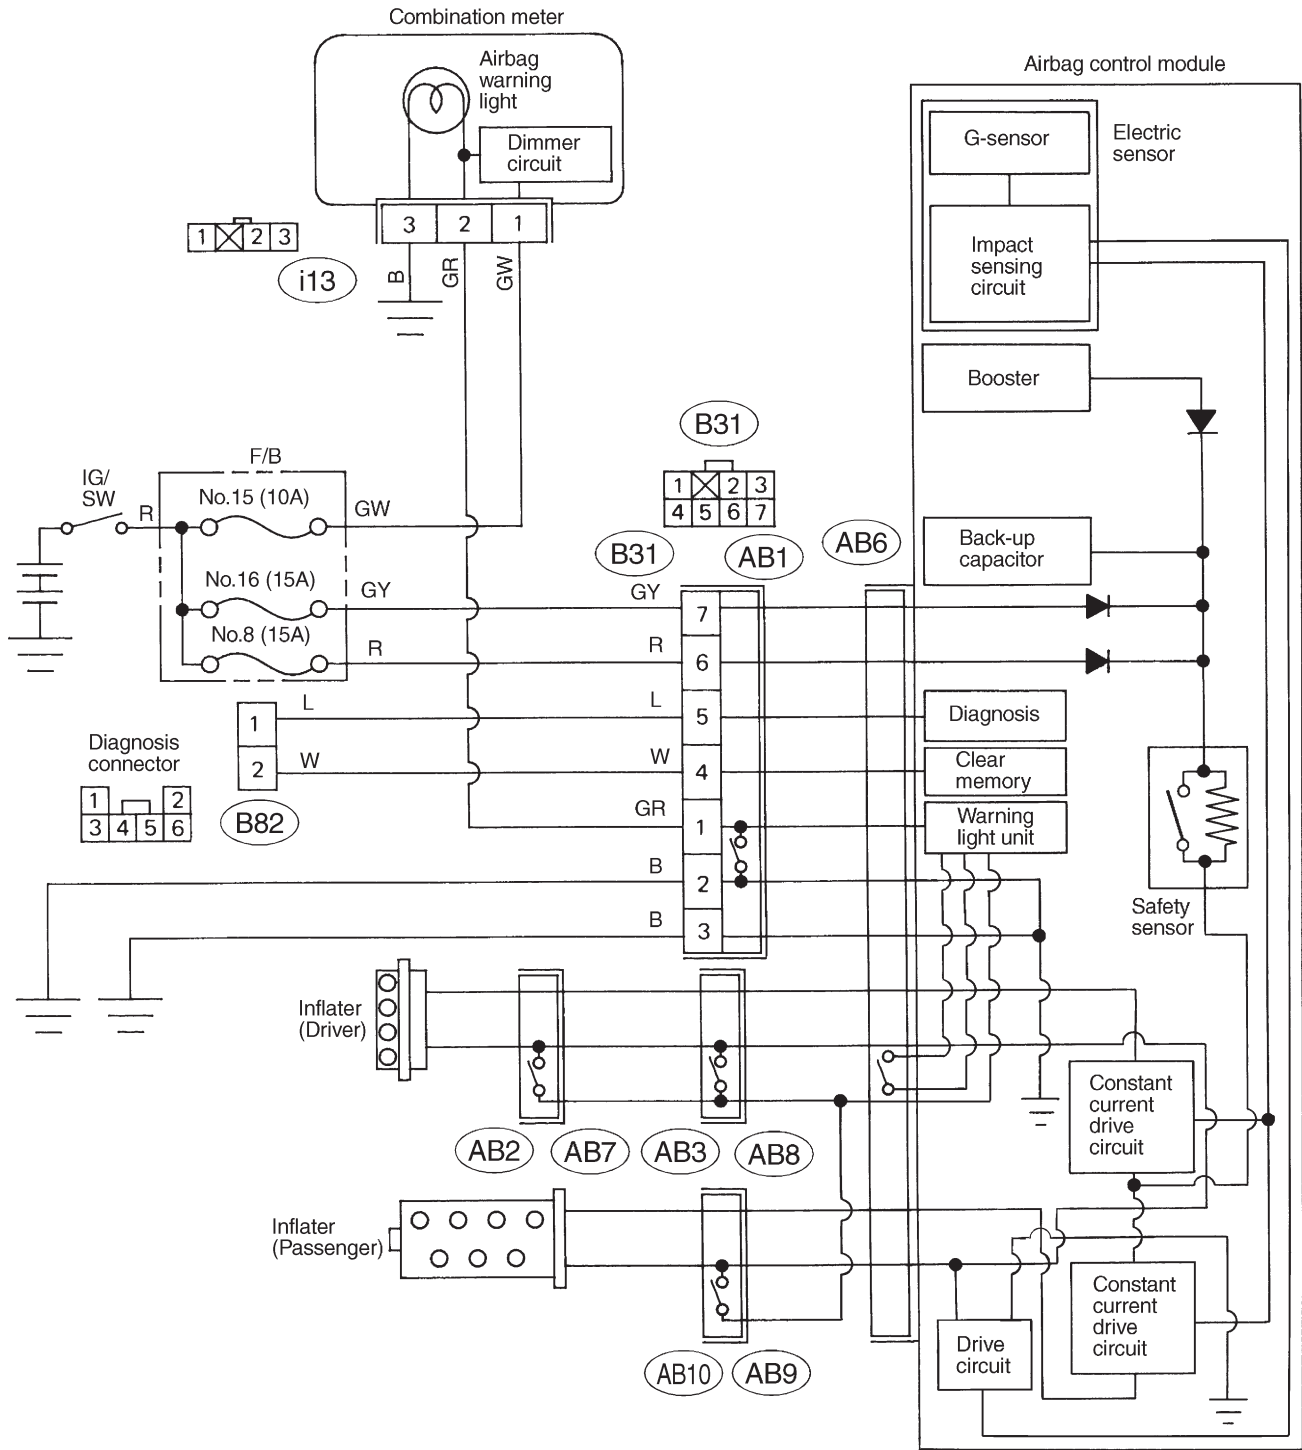 Combination meter
Airbag
warning
light
Dimmer
circuit
3 2 1
1 2 3
i13
B
GR
GW
Airbag control module
G-sensor
Electric
sensor
Impact
sensing
circuit
Booster
B31
1 2 3
4 5 6 7
F/B
IG/
SW
R
No.15 (10A)
GW
No.16 (15A)
GY
No.8 (15A)
R
B31
AB1
AB6
Back-up
capacitor
GY
7
R
6
L
L
5
W
W
4
GR
1
B
2
B
3
1
2
B82
Diagnosis
connector
1 2
3 4 5 6
Diagnosis
Clear
memory
Warning
light unit
Safety
sensor
Inflater
(Driver)
AB2
AB7
AB3
AB8
Constant
current
drive
circuit
Inflater
(Passenger)
AB10
AB9
Drive
circuit
Constant
current
drive
circuit